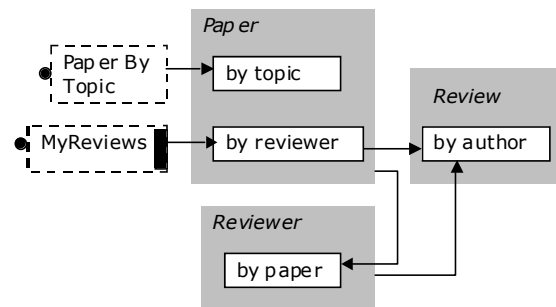 Paper
Paper By
Topic
by topic
Review
MyReviews
by reviewer
by author
Reviewer
by paper